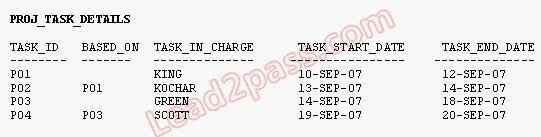 PROJ_TASK_DETAILS
TASK_ID BASED_ON TASK_IN_CHARGE TASK_START_DATE TASK_END_DATE
P01 KING 10-SEP-07 12-SEP-07
P02 P01 KOCHAR 13-SEP-07 14-SEP-07
P03 GREEN 14-SEP-07 18-SEP-07
P04 P03 SCOTT 19-SEP-07 20-SEP-07
Lead2pass.com